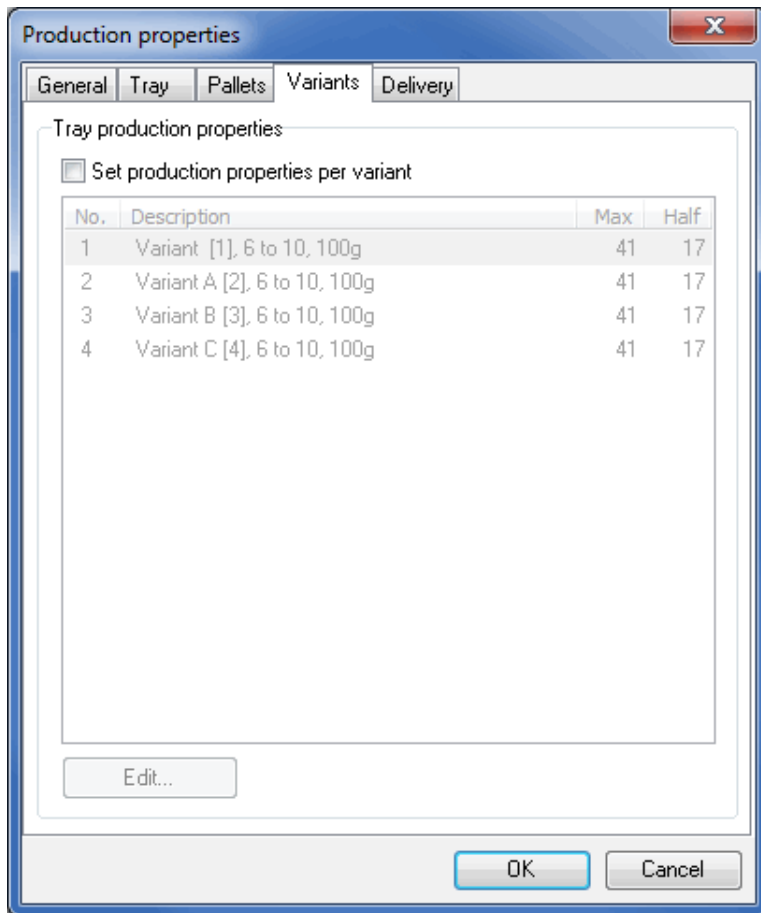 Production properties
General Tray Pallets Variants Delivery
Tray production properties
Set production properties per variant
No. Description Max Half
1 Variant [1], 6 to 10, 100g 41 17
2 Variant A [2], 6 to 10, 100g 41 17
3 Variant B [3], 6 to 10, 100g 41 17
4 Variant C [4], 6 to 10, 100g 41 17
Edit...
OK Cancel